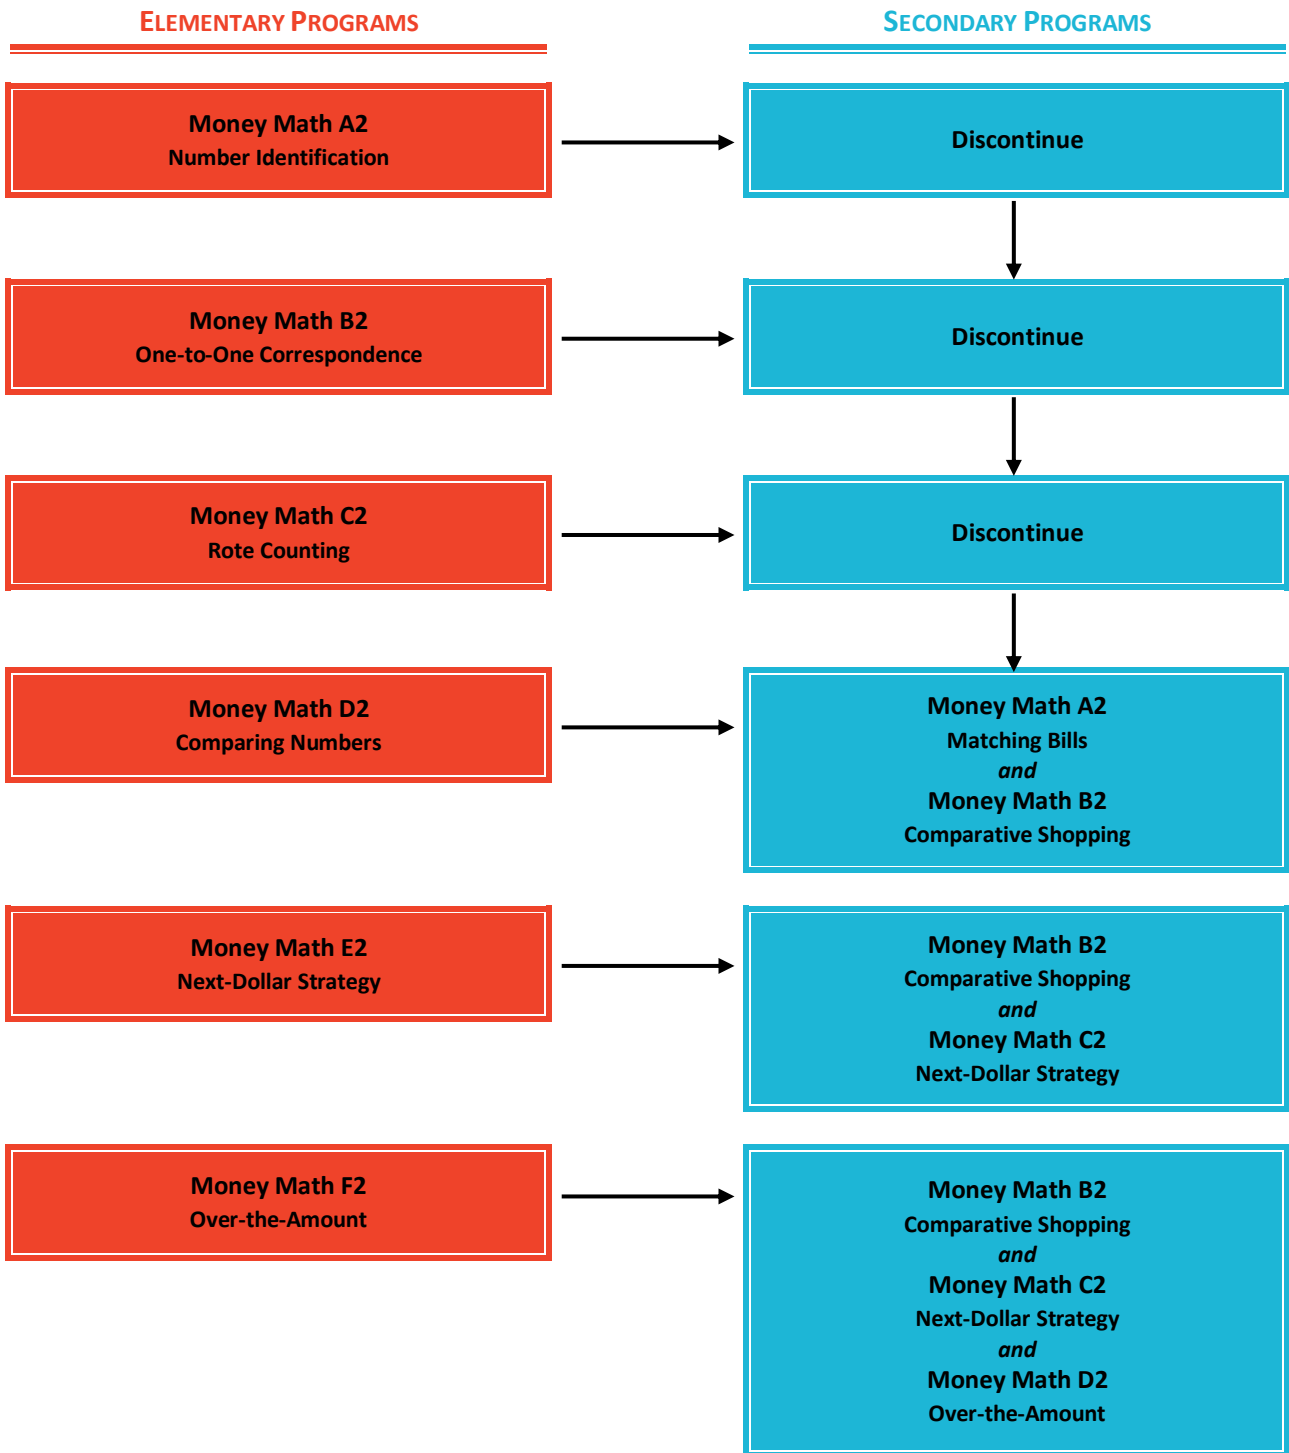 ELEMENTARY PROGRAMS
SECONDARY PROGRAMS
Money Math A2
Number Identification
Discontinue
Money Math B2
One-to-One Correspondence
Discontinue
Money Math C2
Rote Counting
Discontinue
Money Math D2
Comparing Numbers
Money Math A2
Matching Bills
and
Money Math B2
Comparative Shopping
Money Math E2
Next-Dollar Strategy
Money Math B2
Comparative Shopping
and
Money Math C2
Next-Dollar Strategy
Money Math F2
Over-the-Amount
Money Math B2
Comparative Shopping
and
Money Math C2
Next-Dollar Strategy
and
Money Math D2
Over-the-Amount